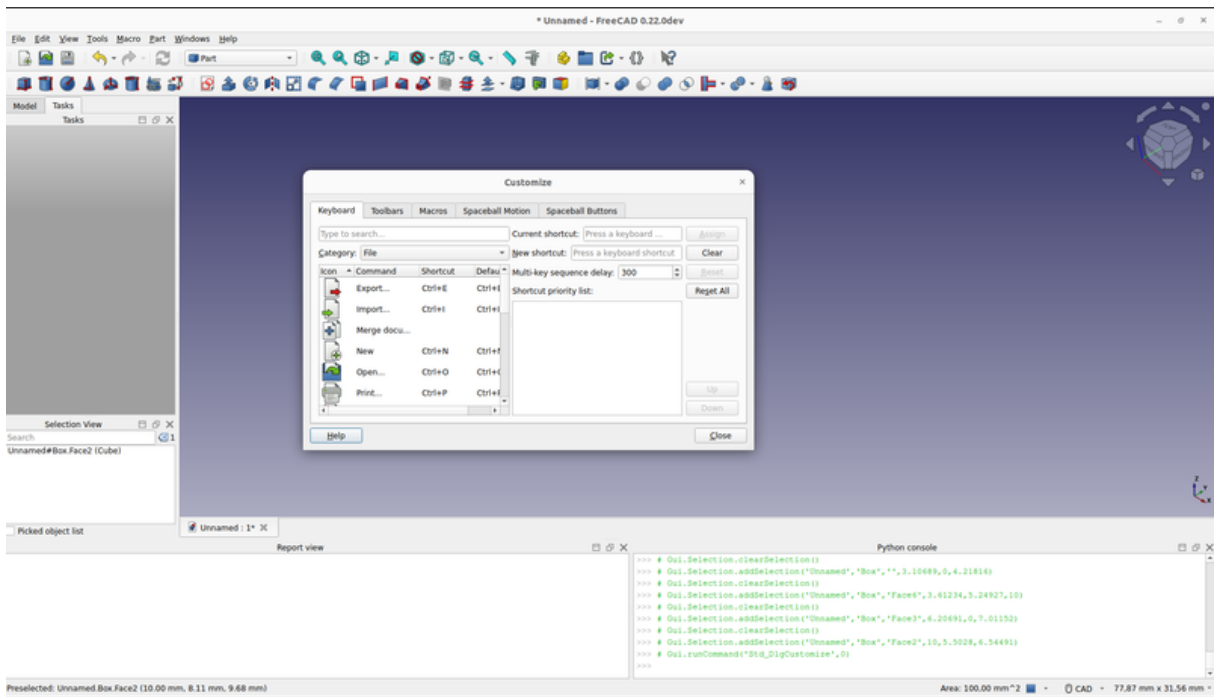 * Unnamed - FreeCAD 0.22.0dev
File Edit View Tools Macro Part Windows Help
Part
Model Tasks
Tasks
Customize
Keyboard Toolbars Macros Spaceball Motion Spaceball Buttons
Type to search... Current shortcut: Press a keyboard ... Assign
Category: File New shortcut: Press a keyboard shortcut Clear
Icon Command Shortcut Defau Multi-key sequence delay: 300 Reset
Export... Ctrl+E Shortcut priority list: Reset All
Import... Ctrl+I Ctrl+I
Merge docu...
New Ctrl+N Ctrl+N
Open... Ctrl+O
Print... Ctrl+P
Up
Down
Help Close
Selection View
Search 1
Unnamed#Box.Face2 (Cube)
Picked object list
Unnamed : 1*
Z
Y
X
Report view
Python console
>>> # Gui.Selection.clearSelection()
>>> # Gui.Selection.addSelection('Unnamed','Box','',3.10689,0,4.21816)
>>> # Gui.Selection.clearSelection()
>>> # Gui.Selection.addSelection('Unnamed','Box','Face6',3.61234,5.24927,10)
>>> # Gui.Selection.clearSelection()
>>> # Gui.Selection.addSelection('Unnamed','Box','Face3',6.20691,0,7.01152)
>>> # Gui.Selection.clearSelection()
>>> # Gui.Selection.addSelection('Unnamed','Box','Face2',10,5.5028,6.54491)
>>> # Gui.runCommand('Std_DlgCustomize',0)
>>>
Preselected: Unnamed.Box.Face2 (10.00 mm, 8.11 mm, 9.68 mm) Area: 100.00 mm^2 CAD 77.87 mm x 31.56 mm